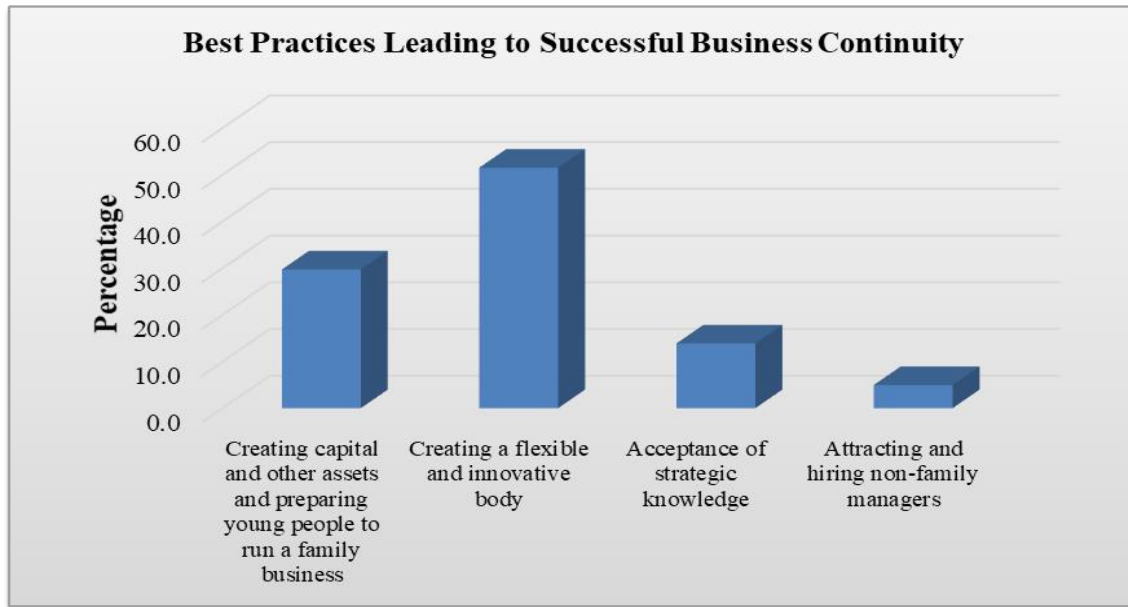 Best Practices Leading to Successful Business Continuity
Percentage
60.0
50.0
40.0
30.0
20.0
10.0
0.0
Creating capital
and other assets
and preparing
young people to
run a family
business
Creating a flexible
and innovative
body
Acceptance of
strategic
knowledge
Attracting and
hiring non-family
managers